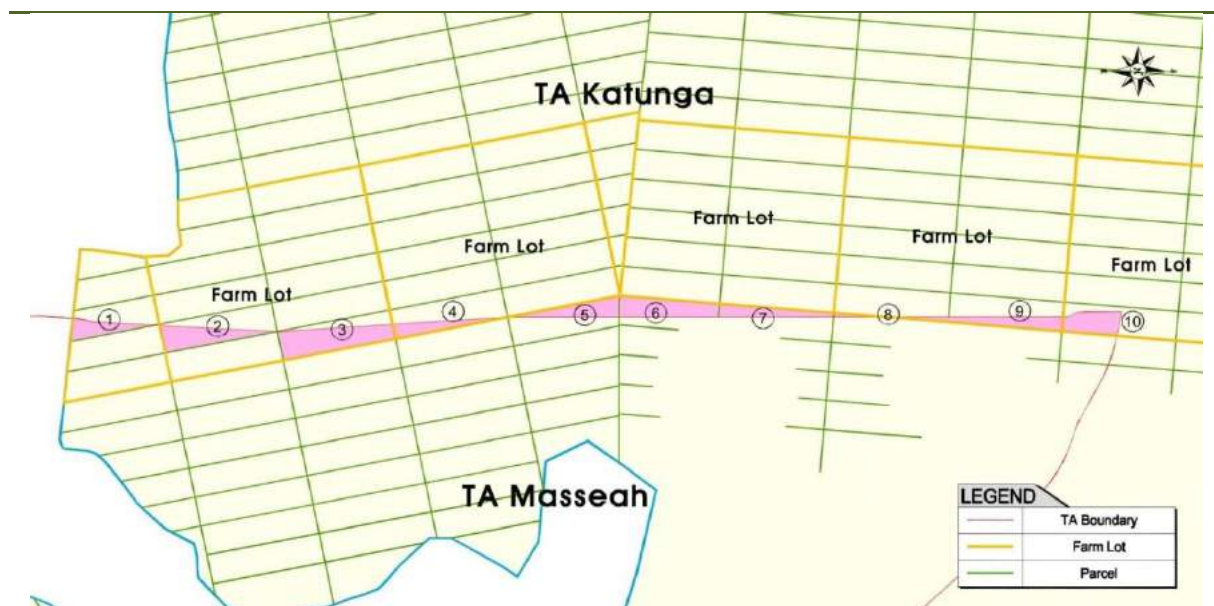 TA Katunga
Farm Lot
Farm Lot
Farm Lot
Farm Lot
Farm Lot
1
2
3
4
5
6
7
8
9
10
TA Masseah
LEGEND
TA Boundary
Farm Lot
Parcel